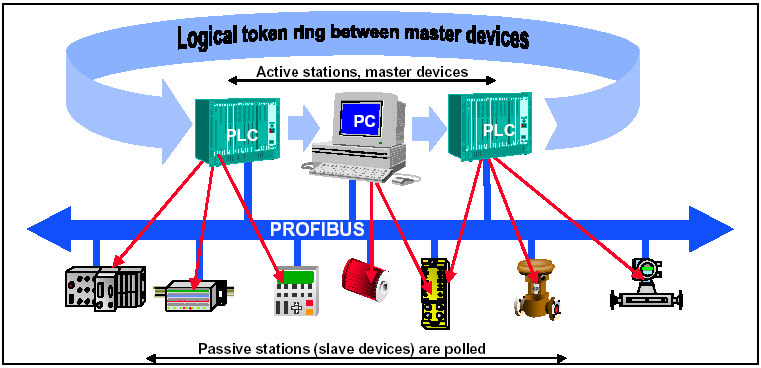 Logical token ring between master devices
Active stations, master devices
PLC
PC
PLC
PROFIBUS
Passive stations (slave devices) are polled